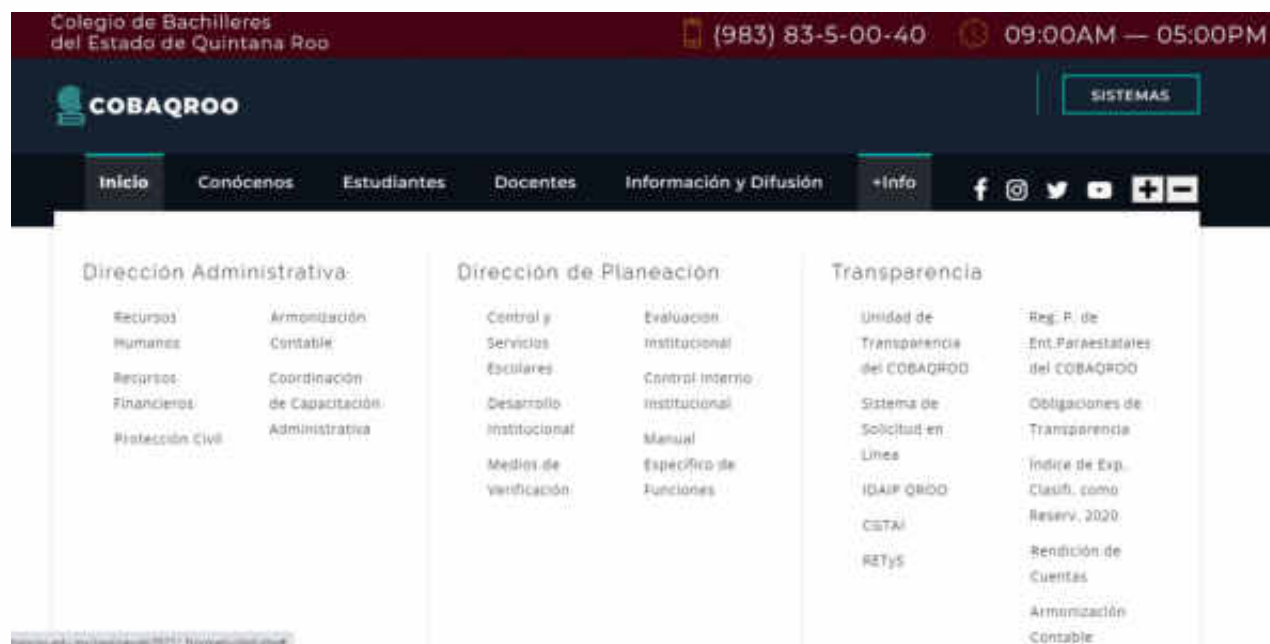 Colegio de Bachilleres
del Estado de Quintana Roo
(983) 83-5-00-40
09:00AM — 05:00PM
COBAQROO
SISTEMAS
Inicio
Conócenos
Estudiantes
Docentes
Información y Difusión
+Info
Dirección Administrativa
Recursos
Humanos
Recursos
Financieros
Protección Civil
Armonización
Contable
Coordinación
de Capacitación
Administrativa
Dirección de Planeación
Control y
Servicios
Escolares
Desarrollo
Institucional
Medios de
Verificación
Evaluación
Institucional
Control Interno
Institucional
Manual
Específico de
Funciones
Transparencia
Unidad de
Transparencia
del COBAQROO
Sistema de
Solicitud en
Línea
IDAIP QROO
CGTAI
RETyS
Reg. P. de
Ent.Paraestatales
del COBAQROO
Obligaciones de
Transparencia
Índice de Exp.
Clasifi. como
Reserv. 2020
Rendición de
Cuentas
Armonización
Contable